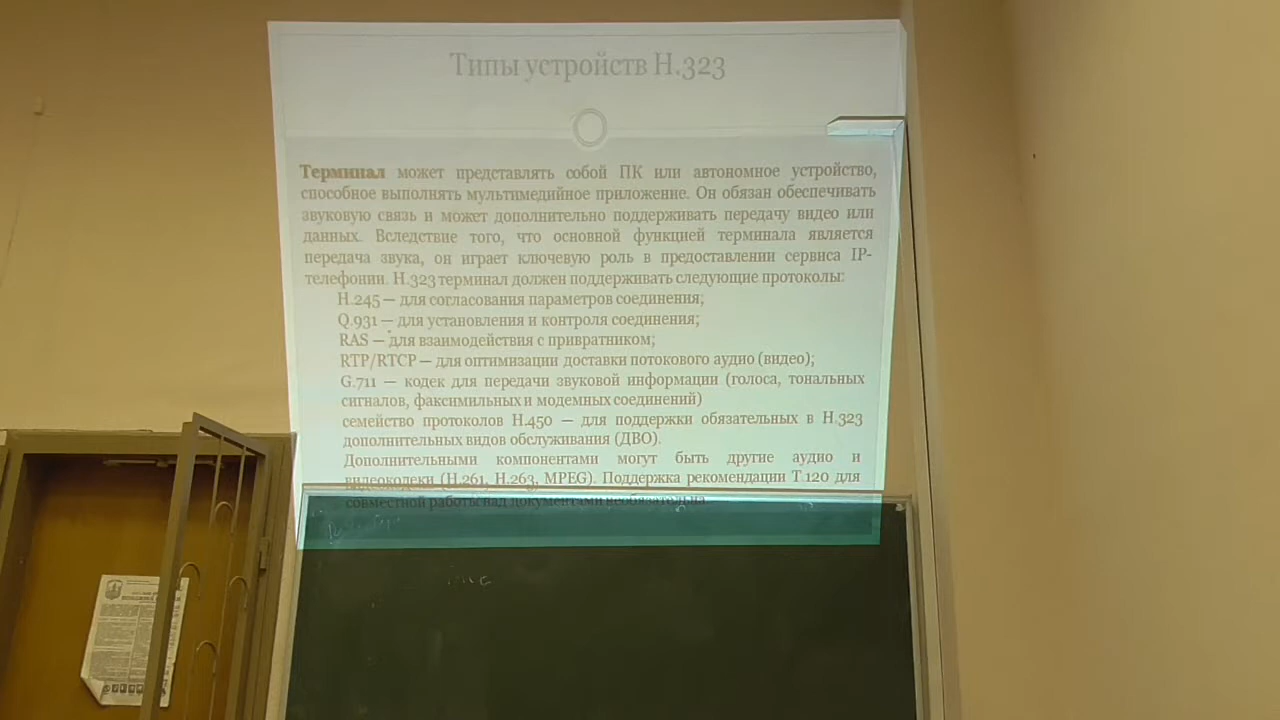 Типы устройств H.323
Терминал может представлять собой ПК или автономное устройство,
способное выполнять мультимедийное приложение. Он обязан обеспечивать
звуковую связь и может дополнительно поддерживать передачу видео или
данных. Вследствие того, что основной функцией терминала является
передача звука, он играет ключевую роль в предоставлении сервиса IP-
телефонии. H.323 терминал должен поддерживать следующие протоколы:
H.245 — для согласования параметров соединения;
Q.931 — для установления и контроля соединения;
RAS — для взаимодействия с привратником;
RTP/RTCP — для оптимизации доставки потокового аудио (видео);
G.711 — кодек для передачи звуковой информации (голоса, тональных
сигналов, факсимильных и модемных соединений)
семейство протоколов H.450 — для поддержки обязательных в H.323
дополнительных видов обслуживания (ДВО).
Дополнительными компонентами могут быть другие аудио и
видеокодеки (H.261, H.263, MPEG). Поддержка рекомендации T.120 для
совместной работы над документами необязательна.